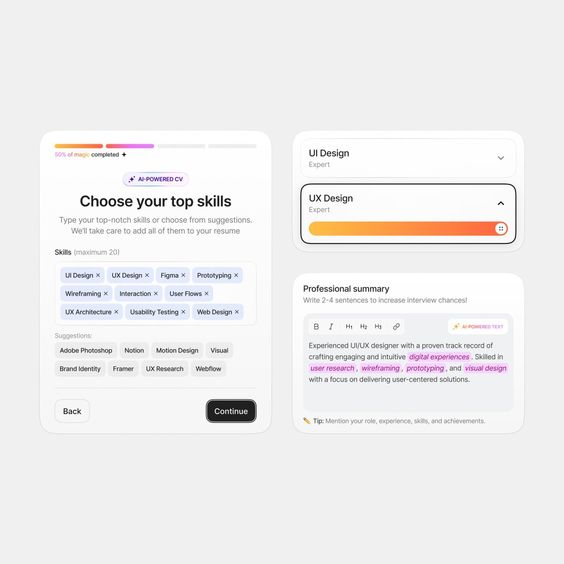 50% of magic completed
AI-POWERED CV
Choose your top skills
Type your top-notch skills or choose from suggestions.
We'll take care to add all of them to your resume
Skills (maximum 20)
UI Design × UX Design × Figma × Prototyping ×
Wireframing × Interaction × User Flows ×
UX Architecture × Usability Testing × Web Design ×
Suggestions:
Adobe Photoshop Notion Motion Design Visual
Brand Identity Framer UX Research Webflow
Back Continue
UI Design
Expert
UX Design
Expert
Professional summary
Write 2-4 sentences to increase interview chances!
B I H1 H2 H3 AI-POWERED TEXT
Experienced UI/UX designer with a proven track record of
crafting engaging and intuitive digital experiences. Skilled in
user research, wireframing, prototyping, and visual design
with a focus on delivering user-centered solutions.
✏️ Tip: Mention your role, experience, skills, and achievements.